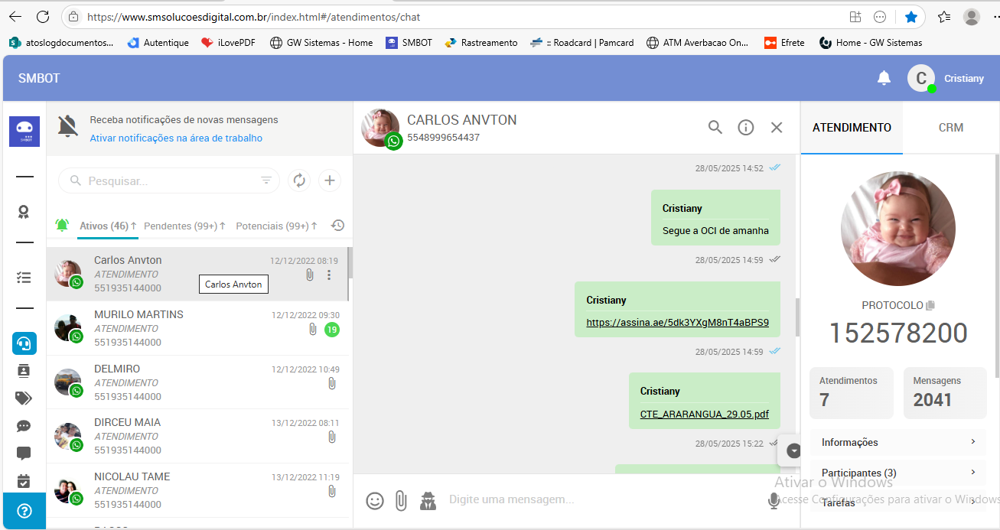 https://www.smsolucoesdigital.com.br/index.html#/atendimentos/chat
atoslogdocumentos...
Autentique
iLovePDF
GW Sistemas - Home
SMBOT
Rastreamento
:: Roadcard | Pamcard
ATM Averbacao On...
Efrete
Home - GW Sistemas
SMBOT
C
Cristiany
SMBOT
Receba notificações de novas mensagens
Ativar notificações na área de trabalho
Pesquisar...
Ativos (46)
Pendentes (99+)
Potenciais (99+)
Carlos Anvton
12/12/2022 08:19
ATENDIMENTO
551935144000
Carlos Anvton
MURILO MARTINS
12/12/2022 09:30
ATENDIMENTO
19
551935144000
DELMIRO
12/12/2022 10:49
ATENDIMENTO
551935144000
DIRCEU MAIA
13/12/2022 08:11
ATENDIMENTO
551935144000
NICOLAU TAME
13/12/2022 11:19
ATENDIMENTO
551935144000
CARLOS ANVTON
5548999654437
28/05/2025 14:52
Cristiany
Segue a OCI de amanha
28/05/2025 14:59
Cristiany
https://assina.ae/5dk3YXgM8nT4aBPS9
28/05/2025 14:59
Cristiany
CTE_ARARANGUA_29.05.pdf
28/05/2025 15:22
Digite uma mensagem...
ATENDIMENTO
CRM
PROTOCOLO
152578200
Atendimentos
7
Mensagens
2041
Informações
Participantes (3)
Tarefas
Ativar o Windows
Acesse Configurações para ativar o Windows